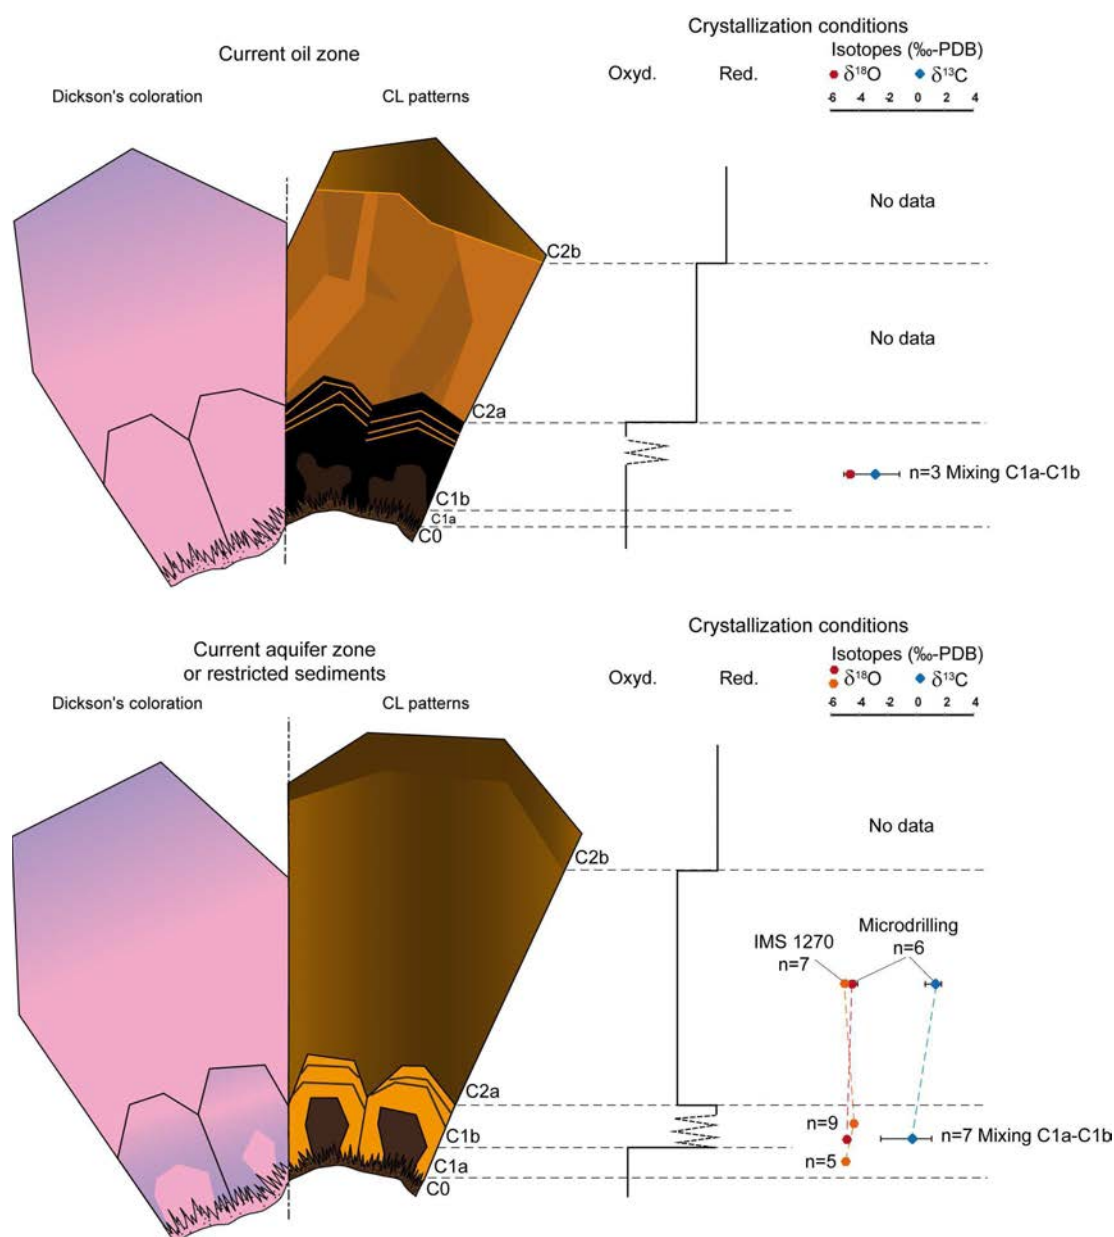 Current oil zone
Dickson's coloration
CL patterns
Crystallization conditions
Oxyd.
Red.
Isotopes (‰-PDB)
δ¹⁸O
δ¹³C
-6 -4 -2 0 2 4
No data
C2b
No data
C2a
n=3 Mixing C1a-C1b
C1b
C1a
C0
Current aquifer zone
or restricted sediments
Dickson's coloration
CL patterns
Crystallization conditions
Oxyd.
Red.
Isotopes (‰-PDB)
δ¹⁸O
δ¹³C
-6 -4 -2 0 2 4
No data
C2b
IMS 1270
n=7
Microdrilling
n=6
C2a
n=9
C1b
n=7 Mixing C1a-C1b
C1a
n=5
C0